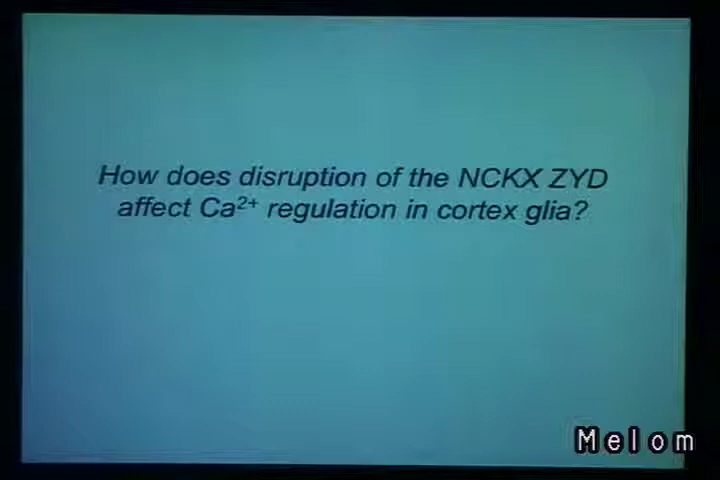 How does disruption of the NCKX ZYD
affect Ca²⁺ regulation in cortex glia?
Melom